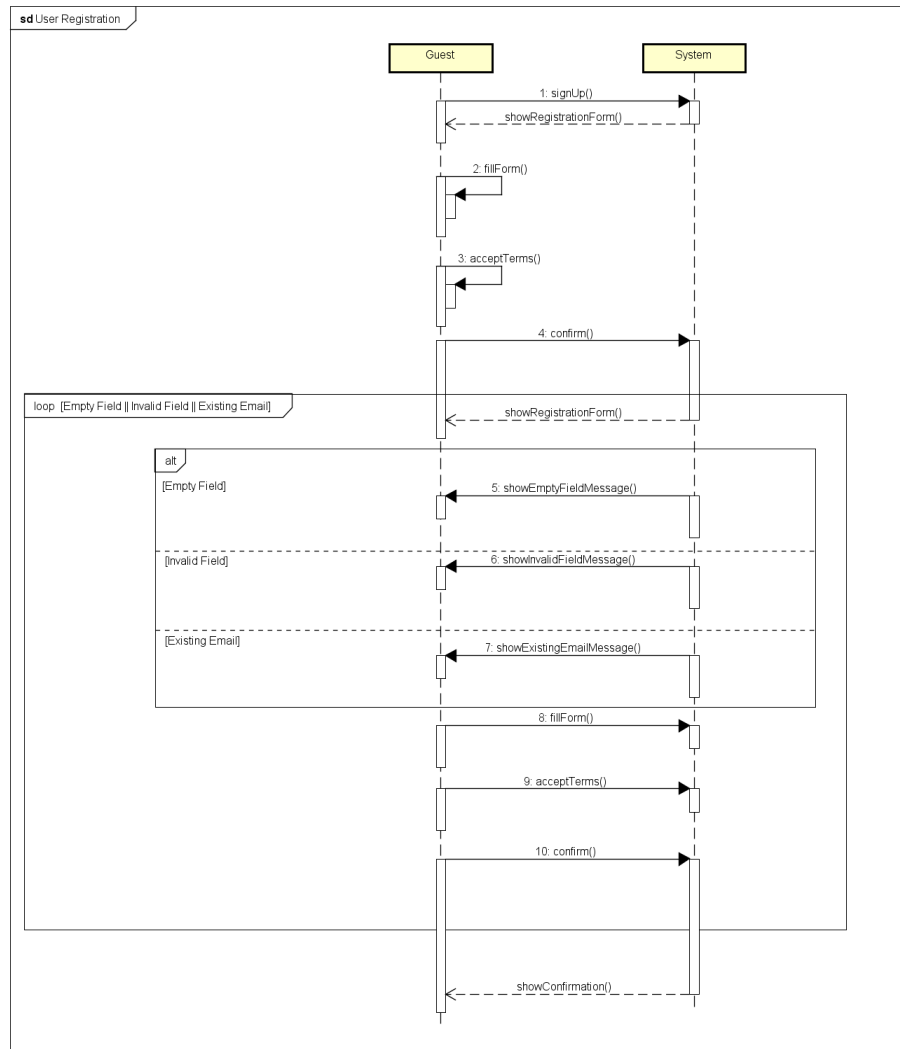 sd User Registration
Guest
System
1: signUp()
showRegistrationForm()
2: fillForm()
3: acceptTerms()
4: confirm()
loop [Empty Field || Invalid Field || Existing Email]
showRegistrationForm()
alt
[Empty Field]
5: showEmptyFieldMessage()
[Invalid Field]
6: showInvalidFieldMessage()
[Existing Email]
7: showExistingEmailMessage()
8: fillForm()
9: acceptTerms()
10: confirm()
showConfirmation()